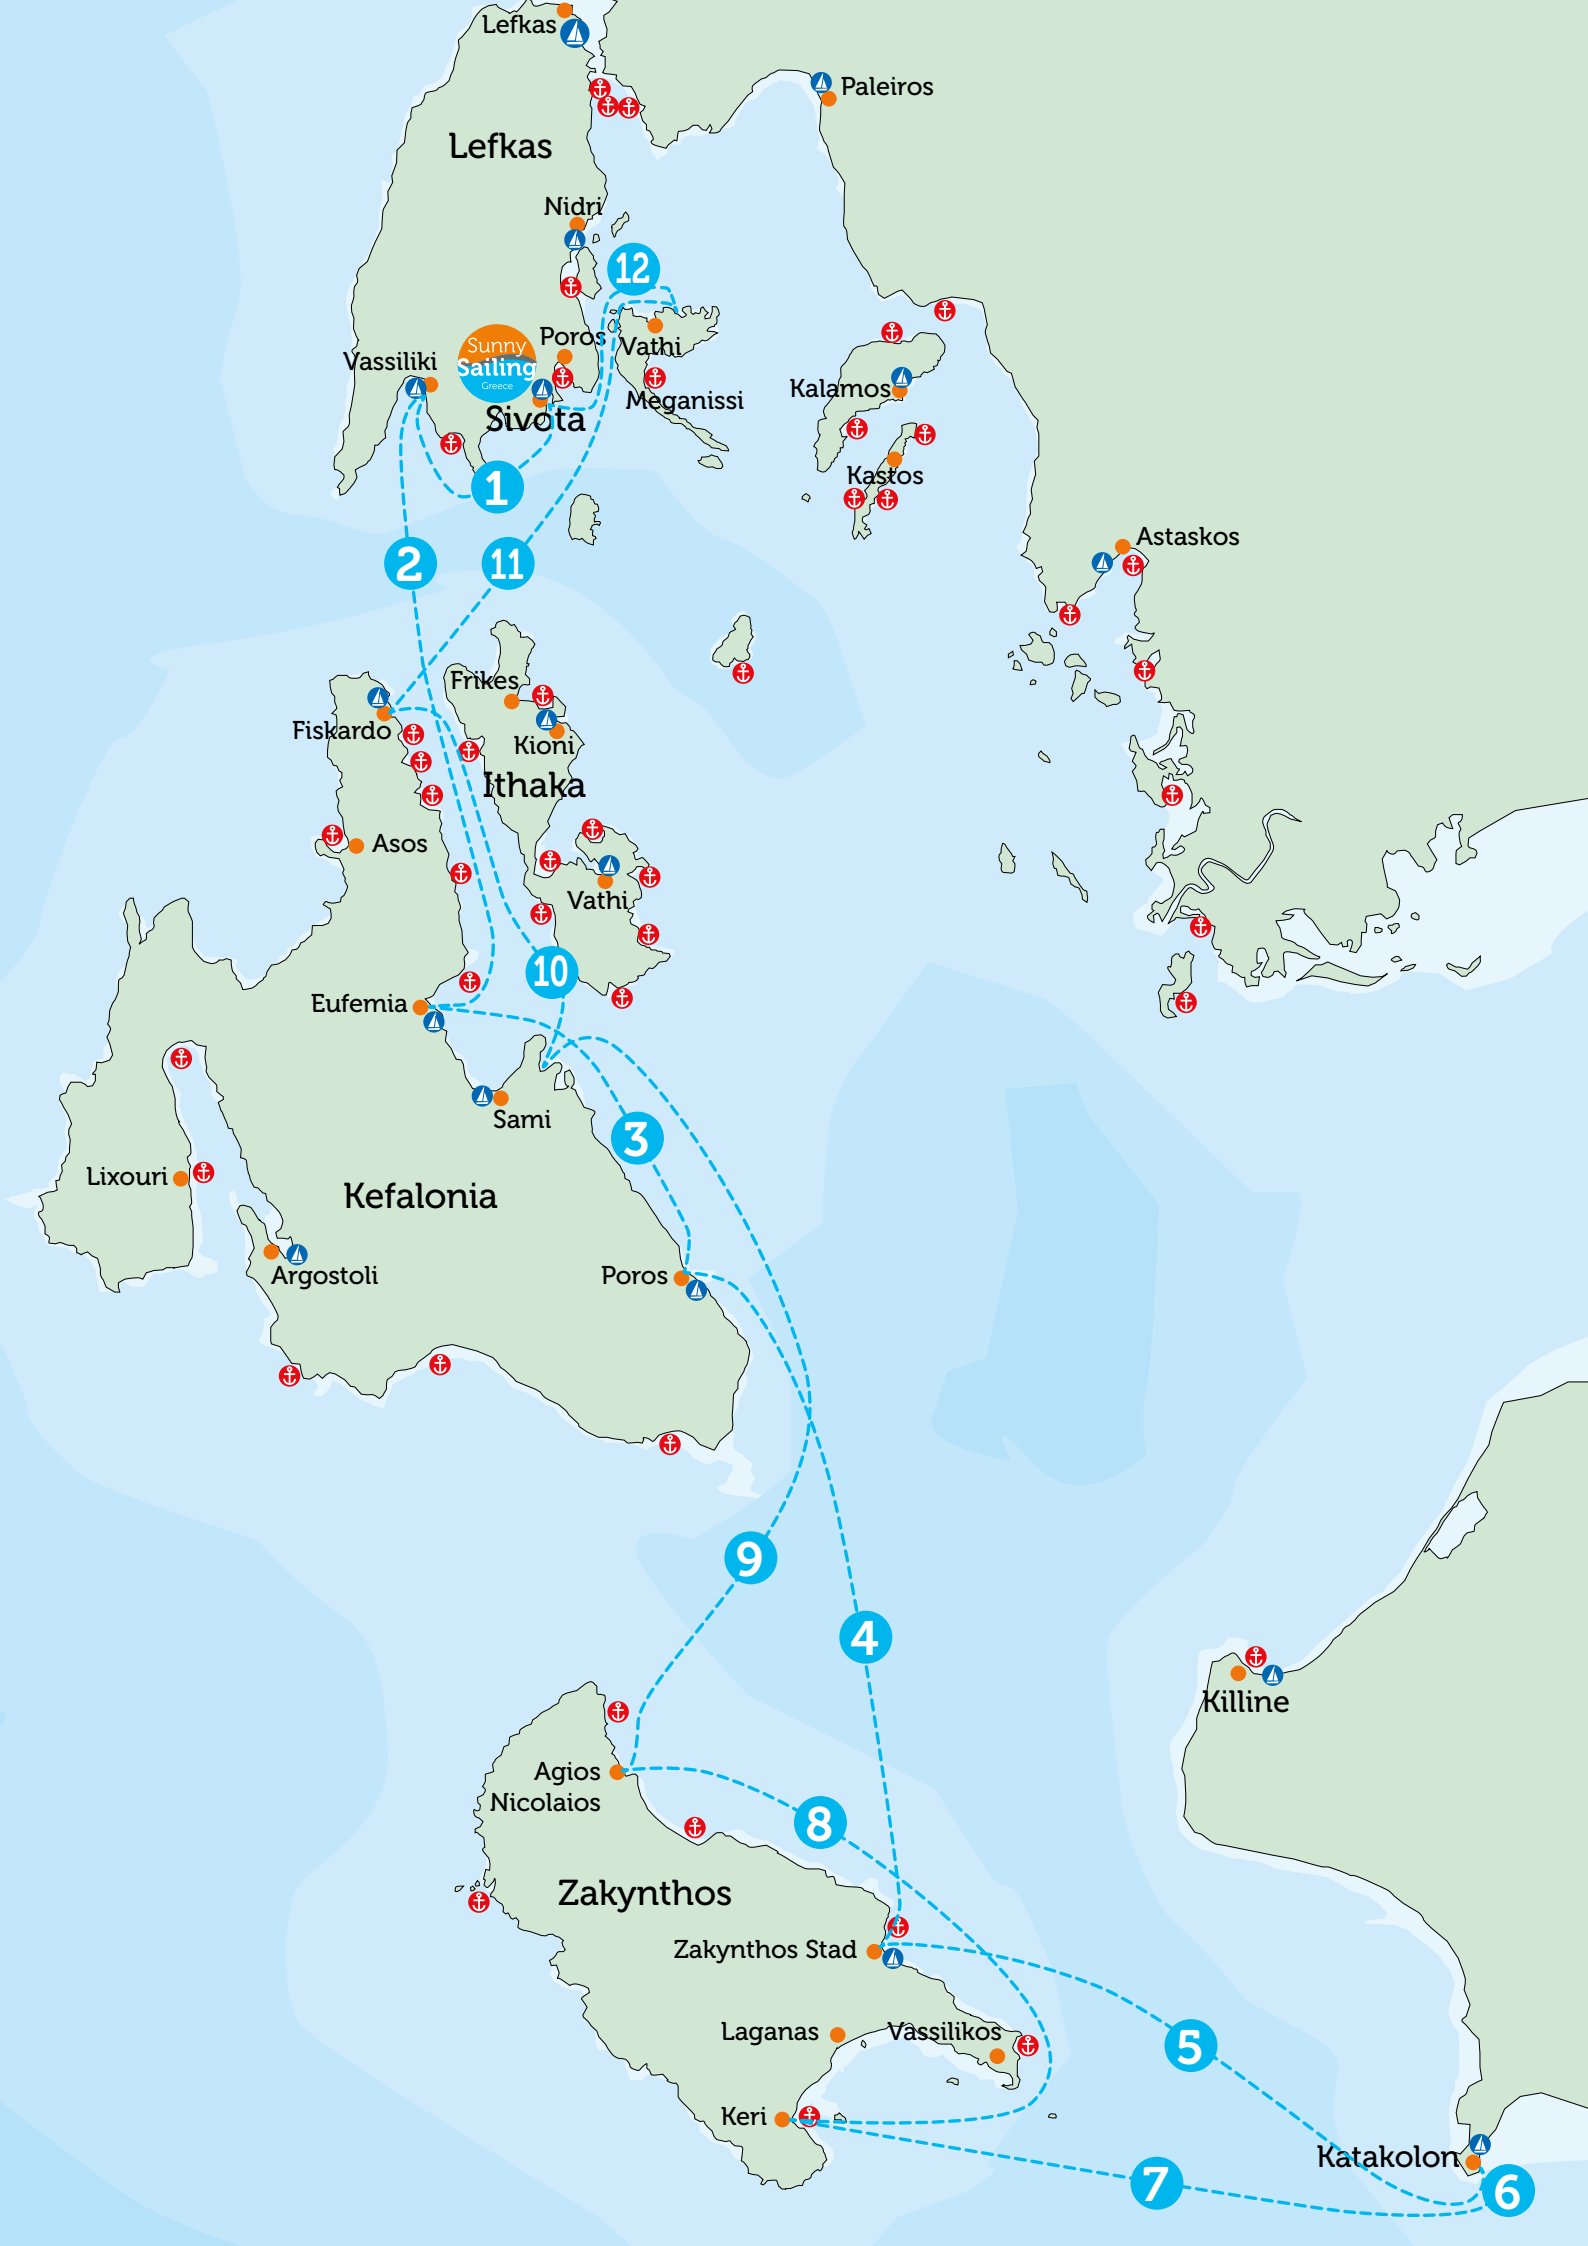 Lefkas
Paleiros
Lefkas
Nidri
12
Sunny
Sailing
Greece
Poros
Vathi
Vassiliki
Kalamos
Meganissi
Sivota
Kastos
1
Astaskos
2
11
Frikes
Fiskardo
Kioni
Ithaka
Asos
Vathi
10
Eufemia
Sami
3
Lixouri
Kefalonia
Argostoli
Poros
9
4
Killine
Agios
Nicolaios
8
Zakynthos
Zakynthos Stad
Laganas
Vassilikos
5
Keri
Katakolon
7
6